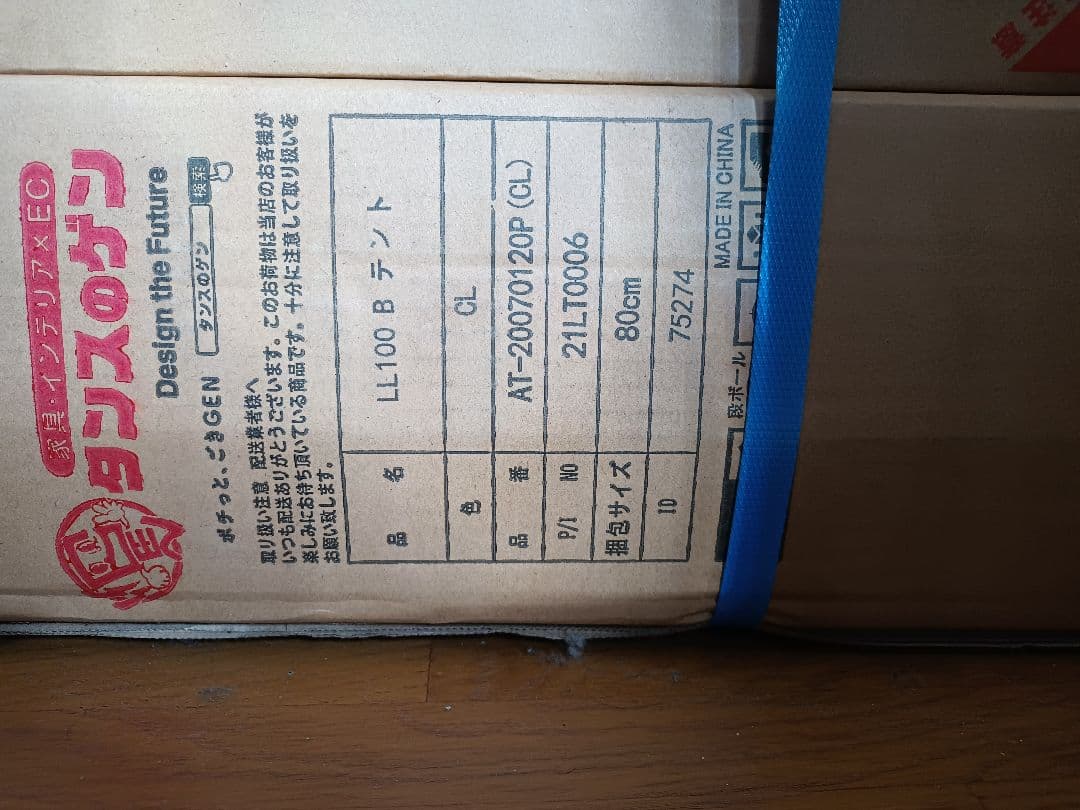 家具・インテリア×EC
タンスのゲン
Design the Future
ポチっと、ごきGEN タンスのゲン 検索
取り扱い注意 配送業者様へ
いつも配送ありがとうございます。このお荷物は当店のお客様が
楽しみにお待ち頂いている商品です。十分に注意して取り扱いを
お願い致します。
品名 LL100 B テント
色 CL
品番 AT-20070120P(CL)
P/I NO 21LT0006
梱包サイズ 80cm
ID 75274
MADE IN CHINA
段ボール